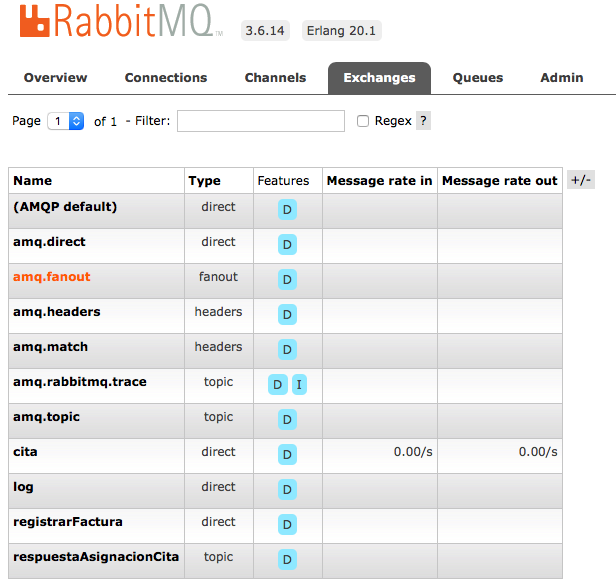 RabbitMQ™ 3.6.14 Erlang 20.1
Overview Connections Channels Exchanges Queues Admin
Page 1 of 1 - Filter: Regex ?
Name Type Features Message rate in Message rate out +/-
(AMQP default) direct D
amq.direct direct D
amq.fanout fanout D
amq.headers headers D
amq.match headers D
amq.rabbitmq.trace topic D I
amq.topic topic D
cita direct D 0.00/s 0.00/s
log direct D
registrarFactura direct D
respuestaAsignacionCita topic D